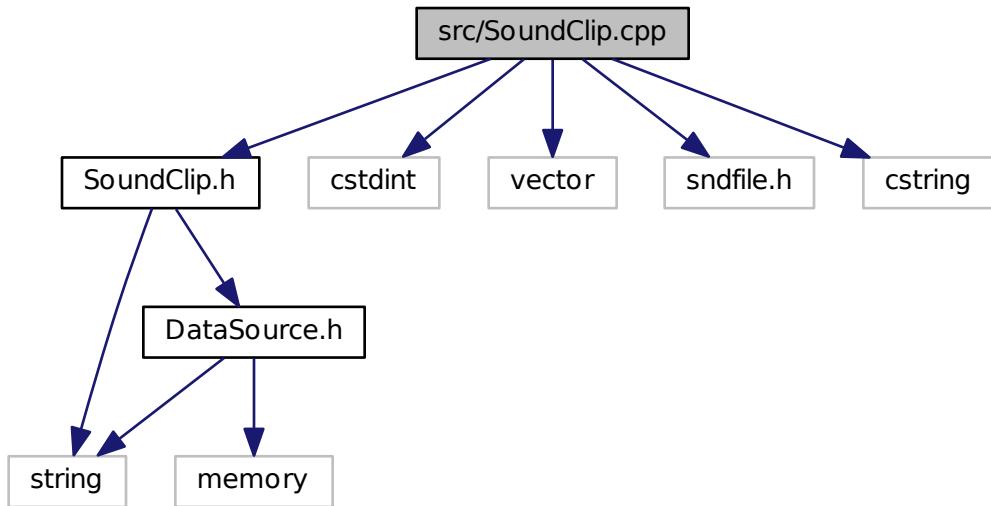 src/SoundClip.cpp
SoundClip.h
cstdint
vector
sndfile.h
cstring
DataSource.h
string
memory